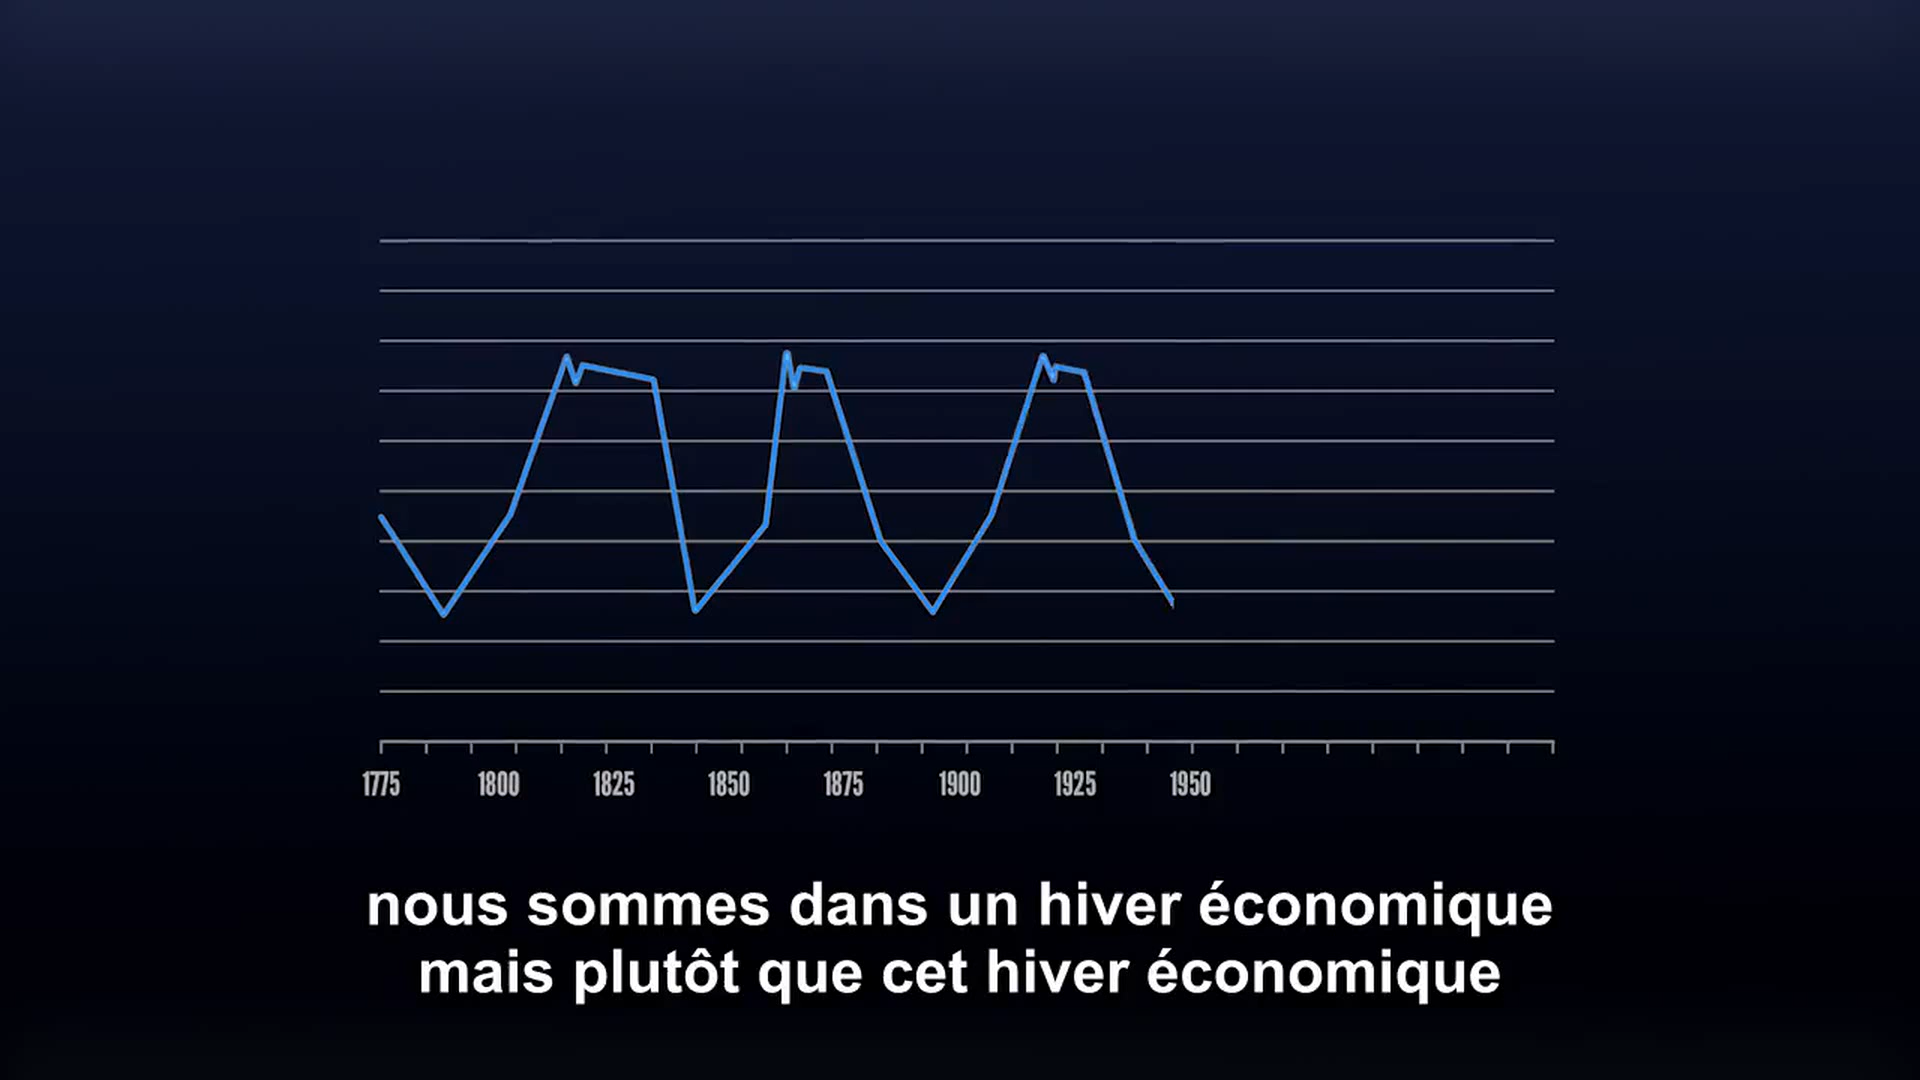 1775 1800 1825 1850 1875 1900 1925 1950
nous sommes dans un hiver économique
mais plutôt que cet hiver économique